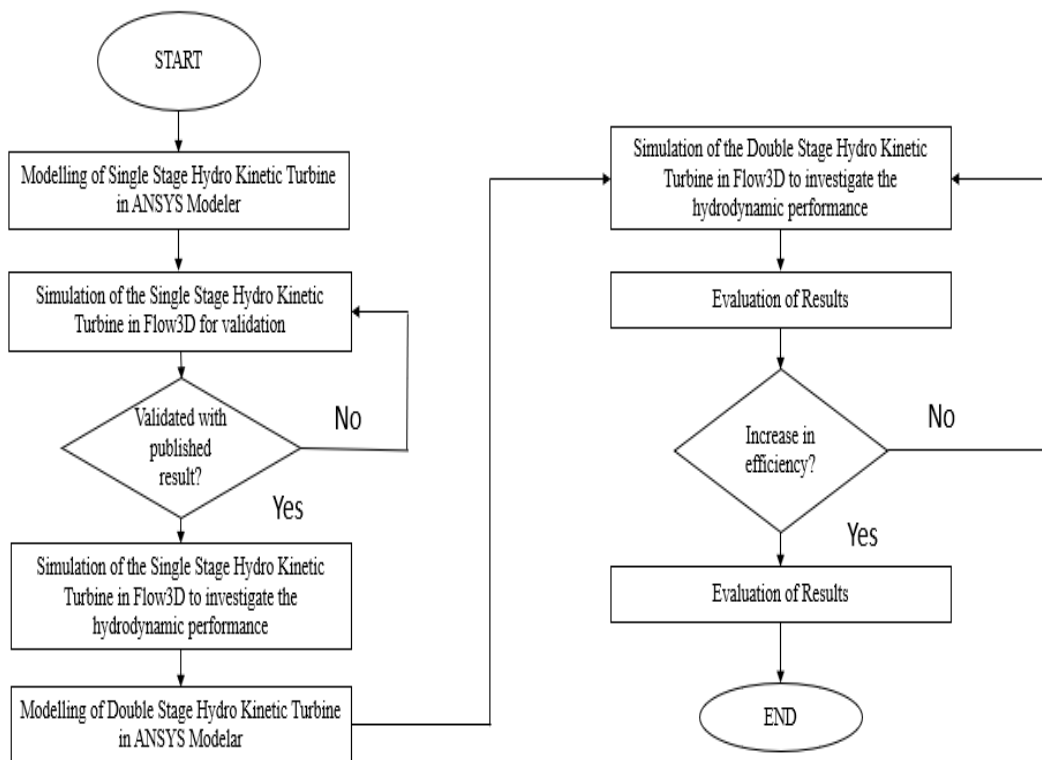 START
Modelling of Single Stage Hydro Kinetic Turbine
in ANSYS Modeler
Simulation of the Single Stage Hydro Kinetic
Turbine in Flow3D for validation
Validated with
published
result?
No
Yes
Simulation of the Single Stage Hydro Kinetic
Turbine in Flow3D to investigate the
hydrodynamic performance
Modelling of Double Stage Hydro Kinetic Turbine
in ANSYS Modelar
Simulation of the Double Stage Hydro Kinetic
Turbine in Flow3D to investigate the
hydrodynamic performance
Evaluation of Results
Increase in
efficiency?
No
Yes
Evaluation of Results
END